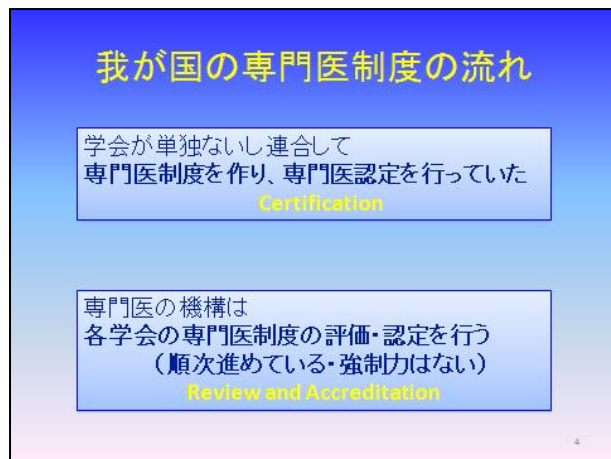 我が国の専門医制度の流れ
学会が単独ないし連合して
専門医制度を作り、専門医認定を行っていた
Certification
専門医の機構は
各学会の専門医制度の評価・認定を行う
（順次進めている・強制力はない）
Review and Accreditation
4